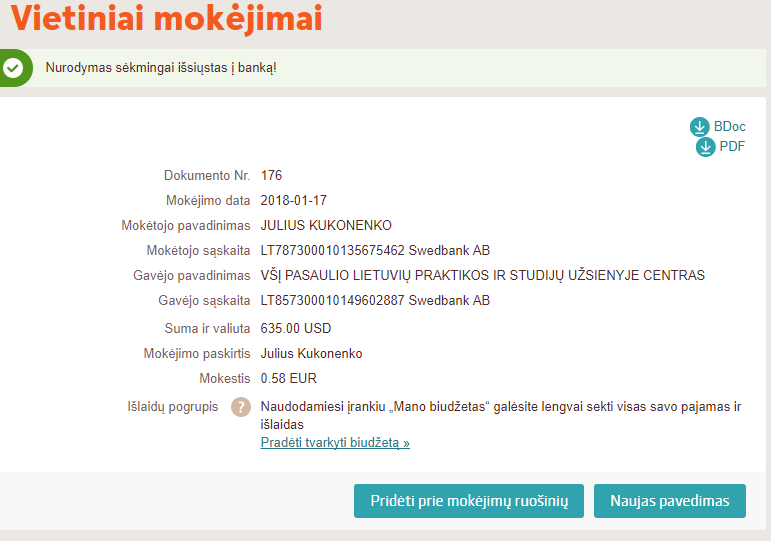 Vietiniai mokėjimai
Nurodymas sėkmingai išsiųstas į banką!
BDoc
PDF
Dokumento Nr. 176
Mokėjimo data 2018-01-17
Mokėtojo pavadinimas JULIUS KUKONENKO
Mokėtojo sąskaita LT787300010135675462 Swedbank AB
Gavėjo pavadinimas VŠĮ PASAULIO LIETUVIŲ PRAKTIKOS IR STUDIJŲ UŽSIENYJE CENTRAS
Gavėjo sąskaita LT857300010149602887 Swedbank AB
Suma ir valiuta 635.00 USD
Mokėjimo paskirtis Julius Kukonenko
Mokestis 0.58 EUR
Išlaidų pogrupis ? Naudodamiesi įrankiu „Mano biudžetas“ galėsite lengvai sekti visas savo pajamas ir
išlaidas
Pradėti tvarkyti biudžetą »
Pridėti prie mokėjimų ruošinių Naujas pavedimas